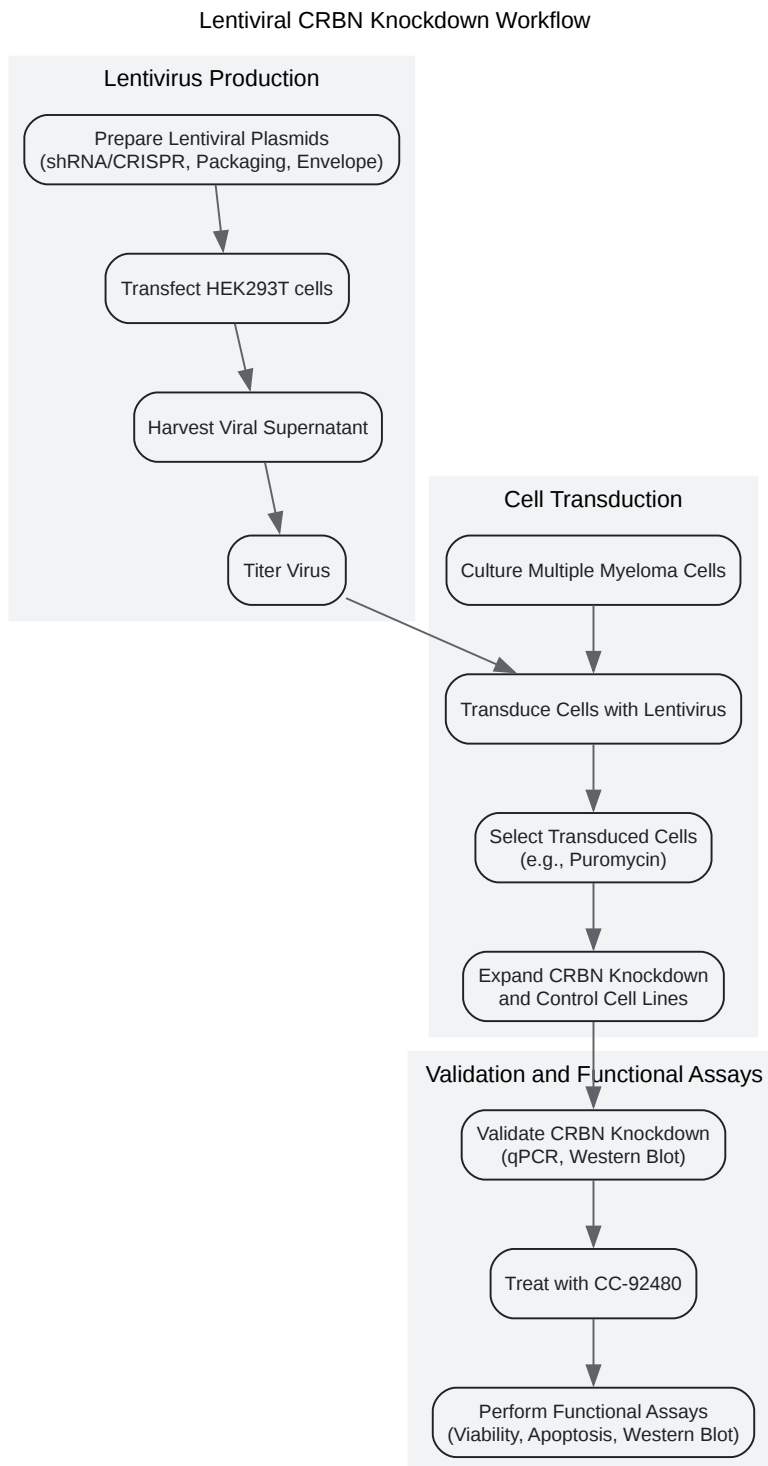 Lentiviral CRBN Knockdown Workflow
Lentivirus Production
Prepare Lentiviral Plasmids
(shRNA/CRISPR, Packaging, Envelope)
Transfect HEK293T cells
Harvest Viral Supernatant
Titer Virus
Cell Transduction
Culture Multiple Myeloma Cells
Transduce Cells with Lentivirus
Select Transduced Cells
(e.g., Puromycin)
Expand CRBN Knockdown
and Control Cell Lines
Validation and Functional Assays
Validate CRBN Knockdown
(qPCR, Western Blot)
Treat with CC-92480
Perform Functional Assays
(Viability, Apoptosis, Western Blot)